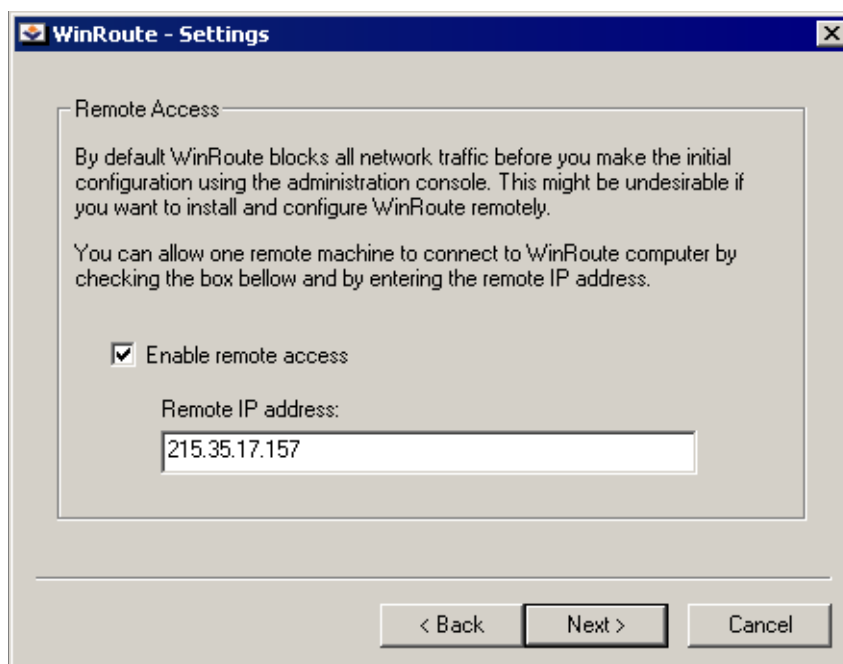 WinRoute - Settings
Remote Access
By default WinRoute blocks all network traffic before you make the initial
configuration using the administration console. This might be undesirable if
you want to install and configure WinRoute remotely.
You can allow one remote machine to connect to WinRoute computer by
checking the box bellow and by entering the remote IP address.
Enable remote access
Remote IP address:
215.35.17.157
< Back
Next >
Cancel